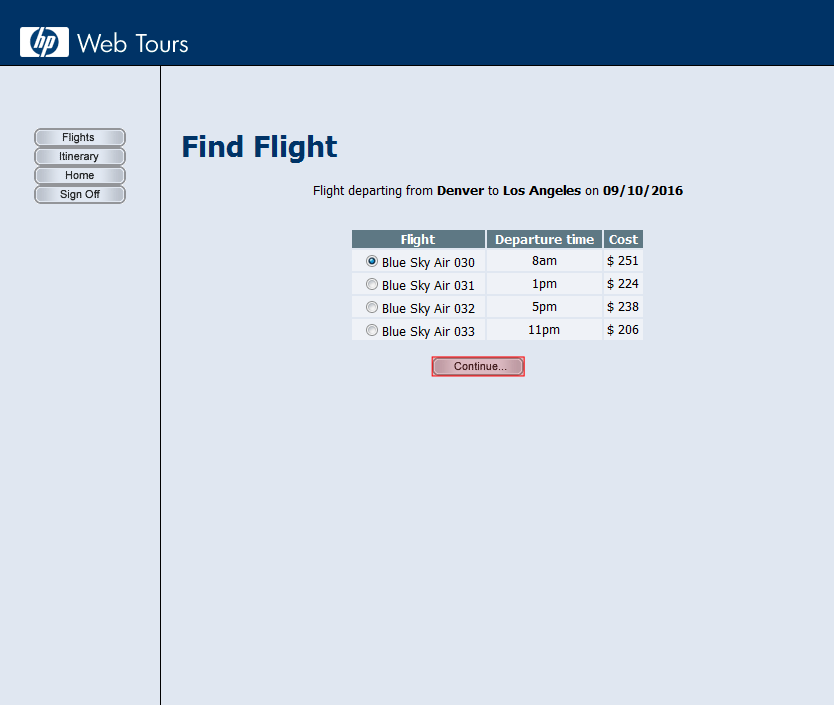 hp Web Tours
Flights
Itinerary
Home
Sign Off
Find Flight
Flight departing from Denver to Los Angeles on 09/10/2016
Flight Departure time Cost
Blue Sky Air 030 8am $ 251
Blue Sky Air 031 1pm $ 224
Blue Sky Air 032 5pm $ 238
Blue Sky Air 033 11pm $ 206
Continue...